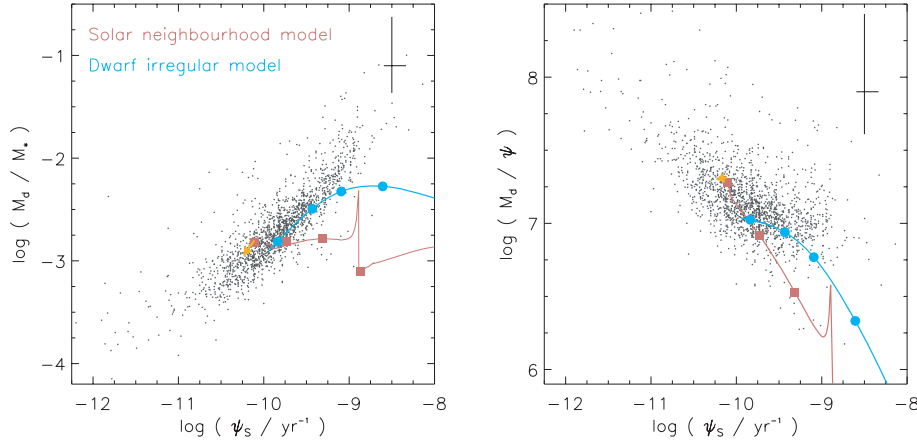 Solar neighbourhood model
Dwarf irregular model
log ( M_d / M_* )
-1
-2
-3
-4
-12
-11
-10
-9
-8
log ( ψ_S / yr⁻¹ )
log ( M_d / ψ )
8
7
6
-12
-11
-10
-9
-8
log ( ψ_S / yr⁻¹ )